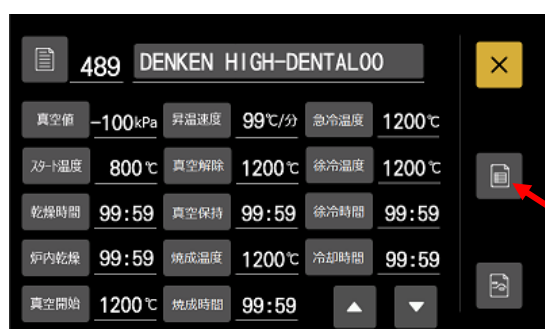 489 DENKEN HIGH-DENTALOO
真空値 -100kPa 昇温速度 99℃/分 急冷温度 1200℃
スタート温度 800℃ 真空解除 1200℃ 徐冷温度 1200℃
乾燥時間 99:59 真空保持 99:59 徐冷時間 99:59
炉内乾燥 99:59 焼成温度 1200℃ 冷却時間 99:59
真空開始 1200℃ 焼成時間 99:59